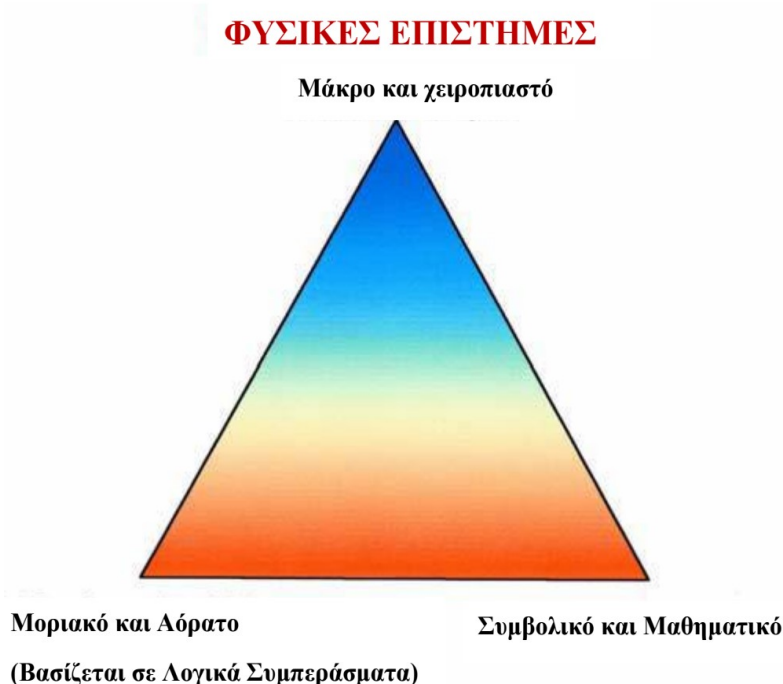 ΦΥΣΙΚΕΣ ΕΠΙΣΤΗΜΕΣ
Μάκρο και χειροπιαστό
Μοριακό και Αόρατο
Συμβολικό και Μαθηματικό
(Βασίζεται σε Λογικά Συμπεράσματα)